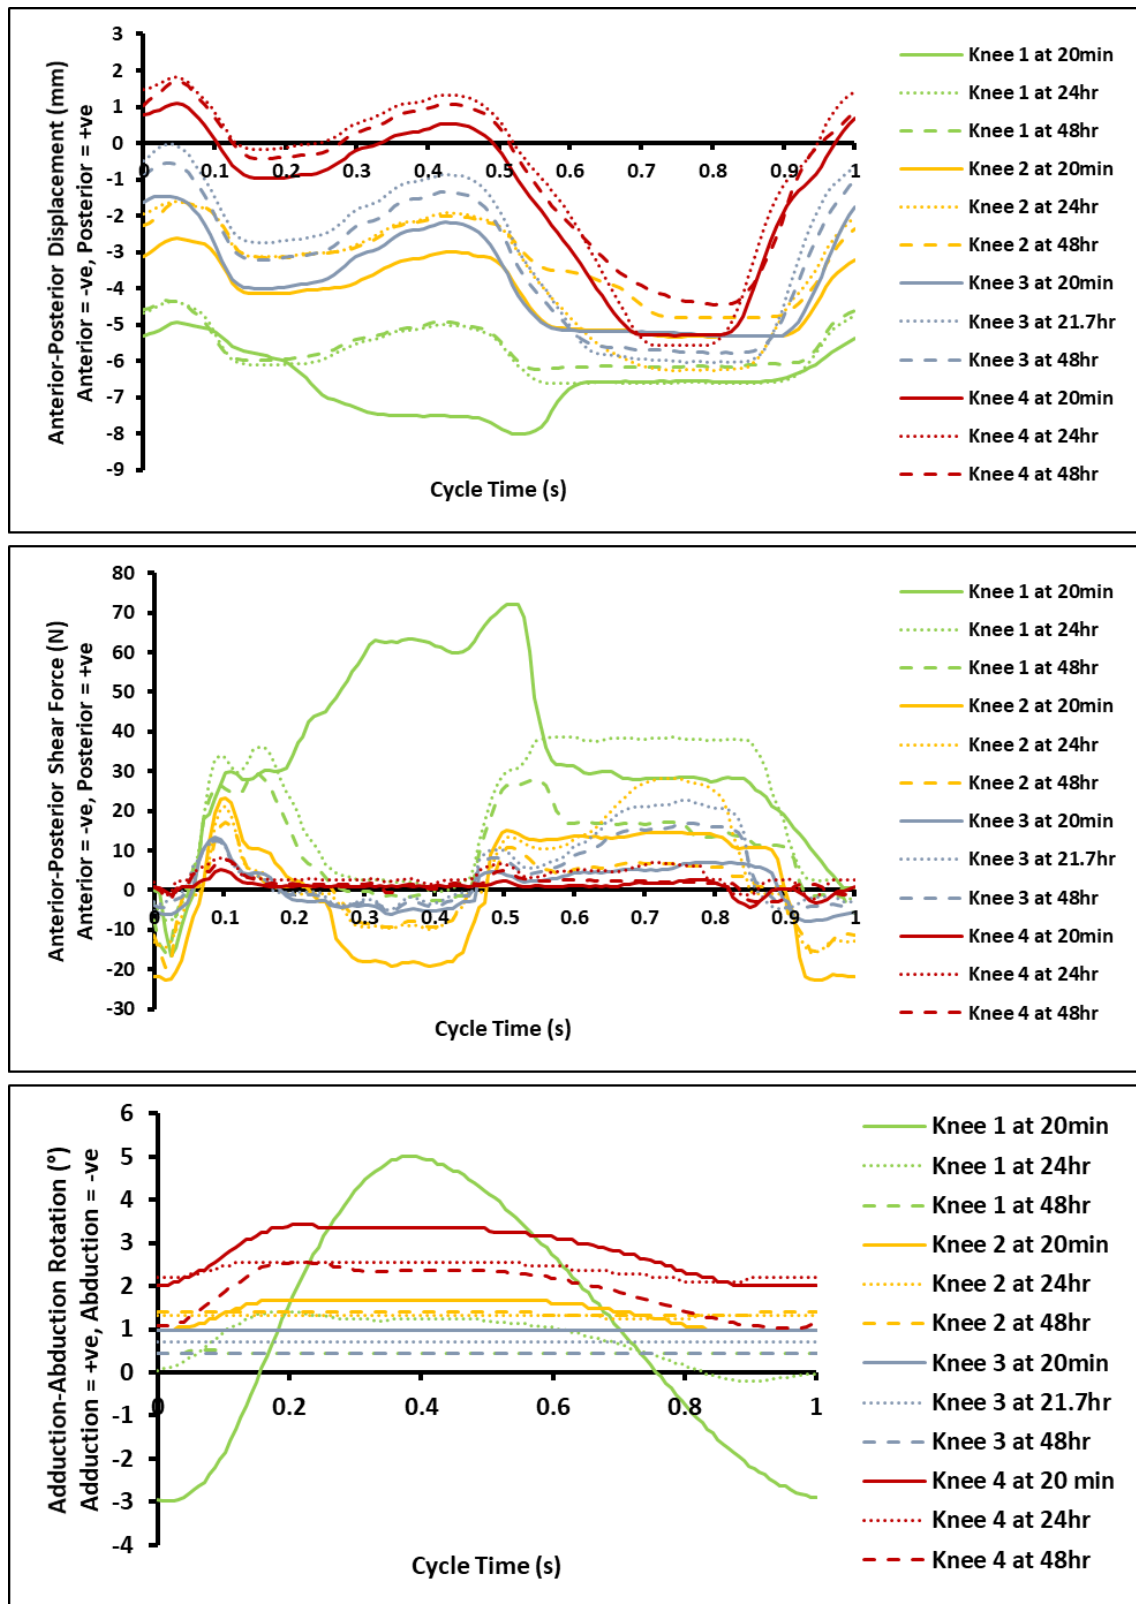 Anterior-Posterior Displacement (mm)
Anterior = -ve, Posterior = +ve
3
2
1
0
-1
-2
-3
-4
-5
-6
-7
-8
-9
0 0.1 0.2 0.3 0.4 0.5 0.6 0.7 0.8 0.9 1
Cycle Time (s)
Knee 1 at 20min
Knee 1 at 24hr
Knee 1 at 48hr
Knee 2 at 20min
Knee 2 at 24hr
Knee 2 at 48hr
Knee 3 at 20min
Knee 3 at 21.7hr
Knee 3 at 48hr
Knee 4 at 20min
Knee 4 at 24hr
Knee 4 at 48hr
Anterior-Posterior Shear Force (N)
Anterior = -ve, Posterior = +ve
80
70
60
50
40
30
20
10
0
-10
-20
-30
0 0.1 0.2 0.3 0.4 0.5 0.6 0.7 0.8 0.9 1
Cycle Time (s)
Knee 1 at 20min
Knee 1 at 24hr
Knee 1 at 48hr
Knee 2 at 20min
Knee 2 at 24hr
Knee 2 at 48hr
Knee 3 at 20min
Knee 3 at 21.7hr
Knee 3 at 48hr
Knee 4 at 20min
Knee 4 at 24hr
Knee 4 at 48hr
Adduction-Abduction Rotation (°)
Adduction = +ve, Abduction = -ve
6
5
4
3
2
1
0
-1
-2
-3
-4
0 0.2 0.4 0.6 0.8 1
Cycle Time (s)
Knee 1 at 20min
Knee 1 at 24hr
Knee 1 at 48hr
Knee 2 at 20min
Knee 2 at 24hr
Knee 2 at 48hr
Knee 3 at 20min
Knee 3 at 21.7hr
Knee 3 at 48hr
Knee 4 at 20 min
Knee 4 at 24hr
Knee 4 at 48hr